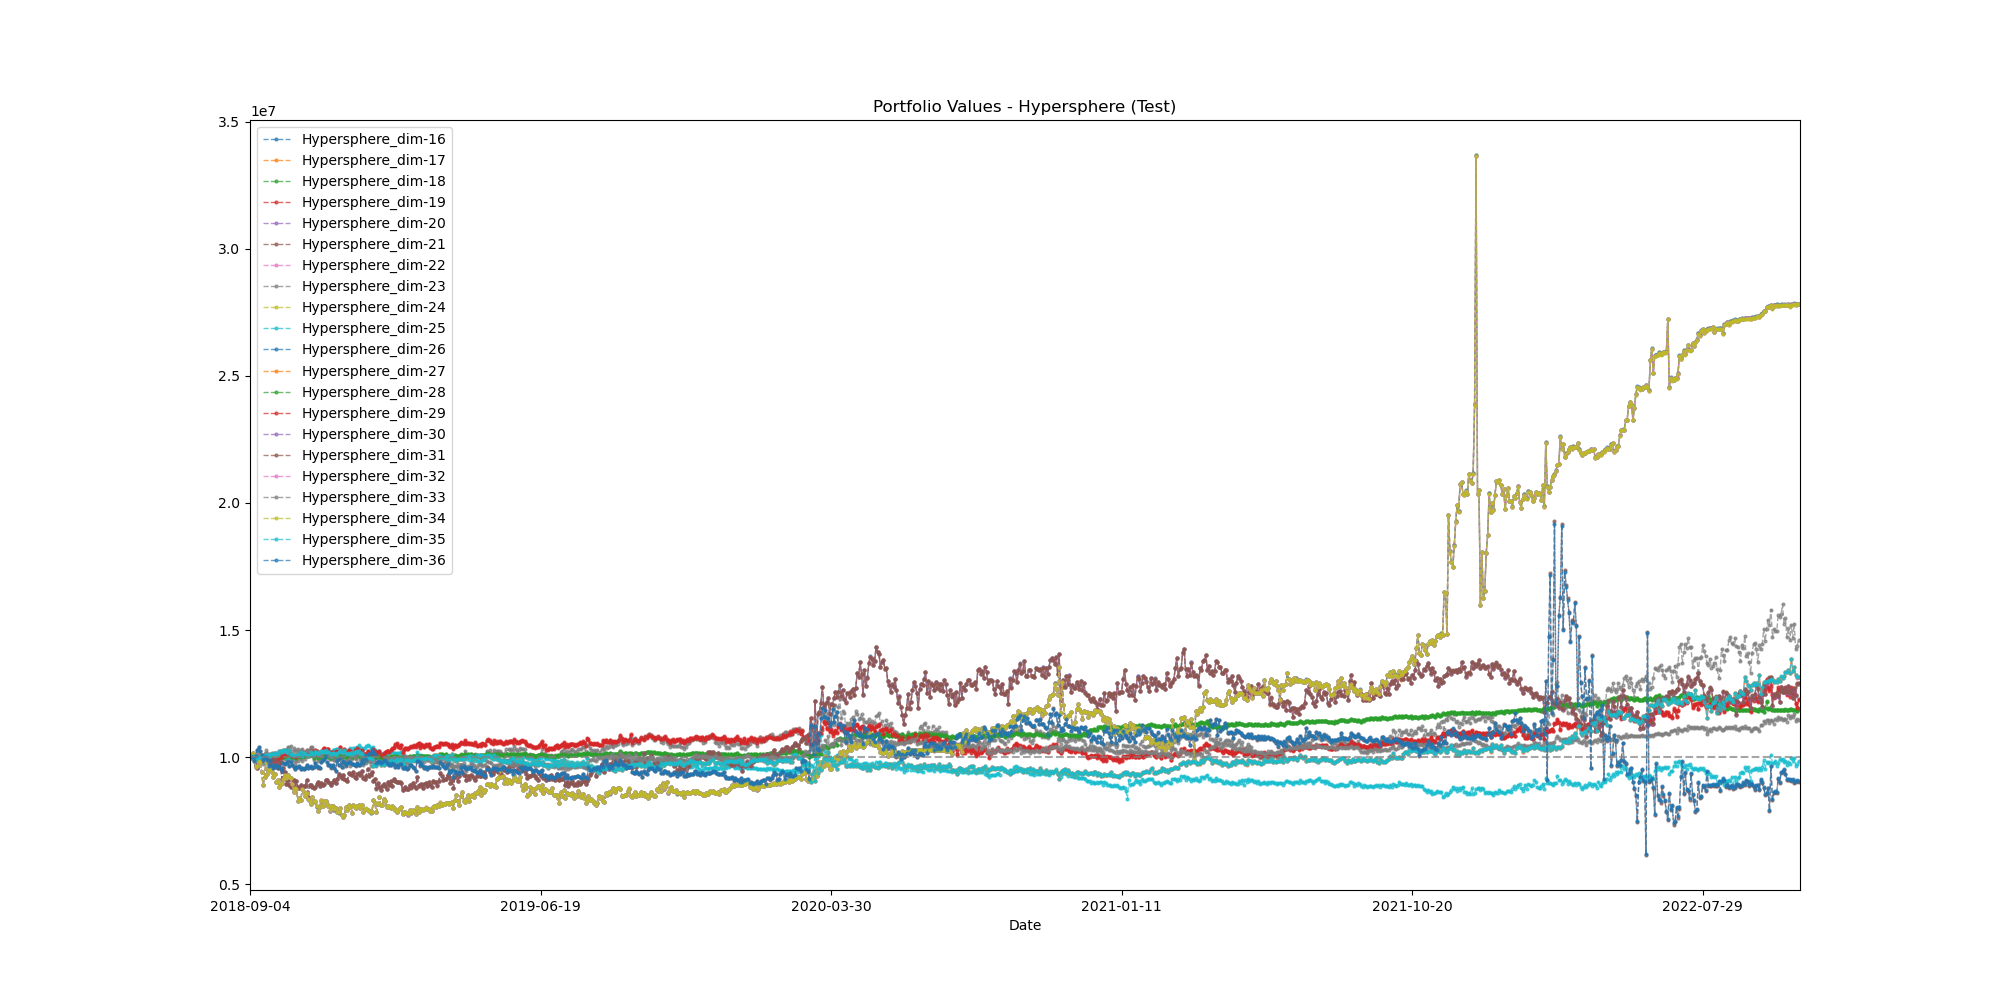 Portfolio Values - Hypersphere (Test)
1e7
3.5
3.0
2.5
2.0
1.5
1.0
0.5
Hypersphere_dim-16
Hypersphere_dim-17
Hypersphere_dim-18
Hypersphere_dim-19
Hypersphere_dim-20
Hypersphere_dim-21
Hypersphere_dim-22
Hypersphere_dim-23
Hypersphere_dim-24
Hypersphere_dim-25
Hypersphere_dim-26
Hypersphere_dim-27
Hypersphere_dim-28
Hypersphere_dim-29
Hypersphere_dim-30
Hypersphere_dim-31
Hypersphere_dim-32
Hypersphere_dim-33
Hypersphere_dim-34
Hypersphere_dim-35
Hypersphere_dim-36
2018-09-04 2019-06-19 2020-03-30 2021-01-11 2021-10-20 2022-07-29
Date